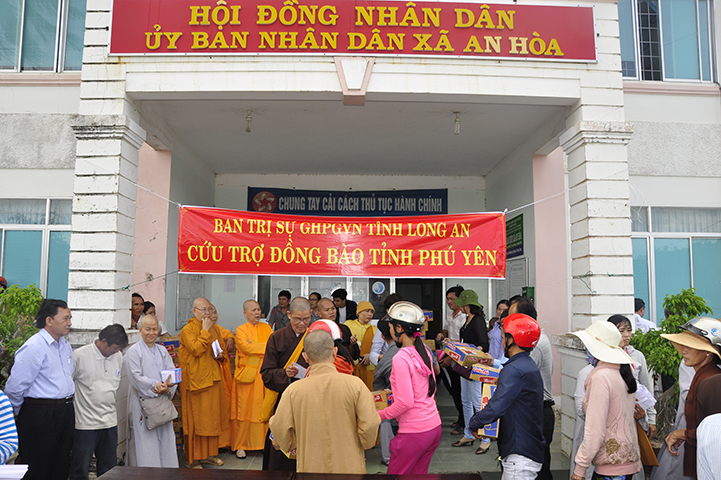 HỘI ĐỒNG NHÂN DÂN
ỦY BẢN NHÂN DÂN XÃ AN HÒA
CHUNG TAY CẢI CÁCH THỦ TỤC HÀNH CHÍNH
BAN TRỊ SỰ GHPGVN TỈNH LONG AN
CỨU TRỢ ĐỒNG BÀO TỈNH PHÚ YÊN